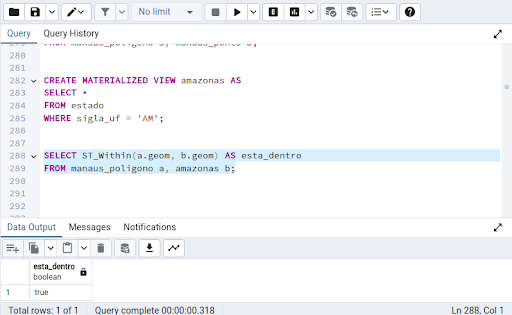 No limit
Query
Query History
279 FROM manaus_poligono a, manaus_ponto b;
280
281
282 CREATE MATERIALIZED VIEW amazonas AS
283 SELECT *
284 FROM estado
285 WHERE sigla_uf = 'AM';
286
287
288 SELECT ST_Within(a.geom, b.geom) AS esta_dentro
289 FROM manaus_poligono a, amazonas b;
290
291
292
293
Data Output
Messages
Notifications
esta_dentro
boolean
1 true
Total rows: 1 of 1
Query complete 00:00:00.318
Ln 288, Col 1